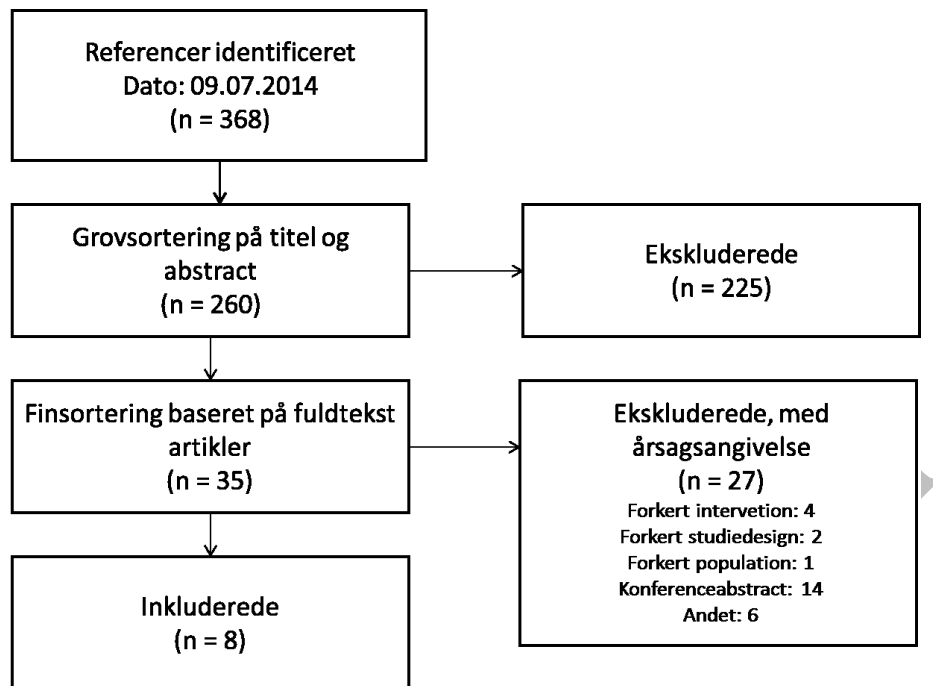 Referencer identificeret
Dato: 09.07.2014
(n = 368)
Grovsortering på titel og
abstract
(n = 260)
Ekskluderede
(n = 225)
Finsortering baseret på fuldtekst
artikler
(n = 35)
Ekskluderede, med
årsagsangivelse
(n = 27)
Forkert intervetion: 4
Forkert studiedesign: 2
Forkert population: 1
Konferenceabstract: 14
Andet: 6
Inkluderede
(n = 8)